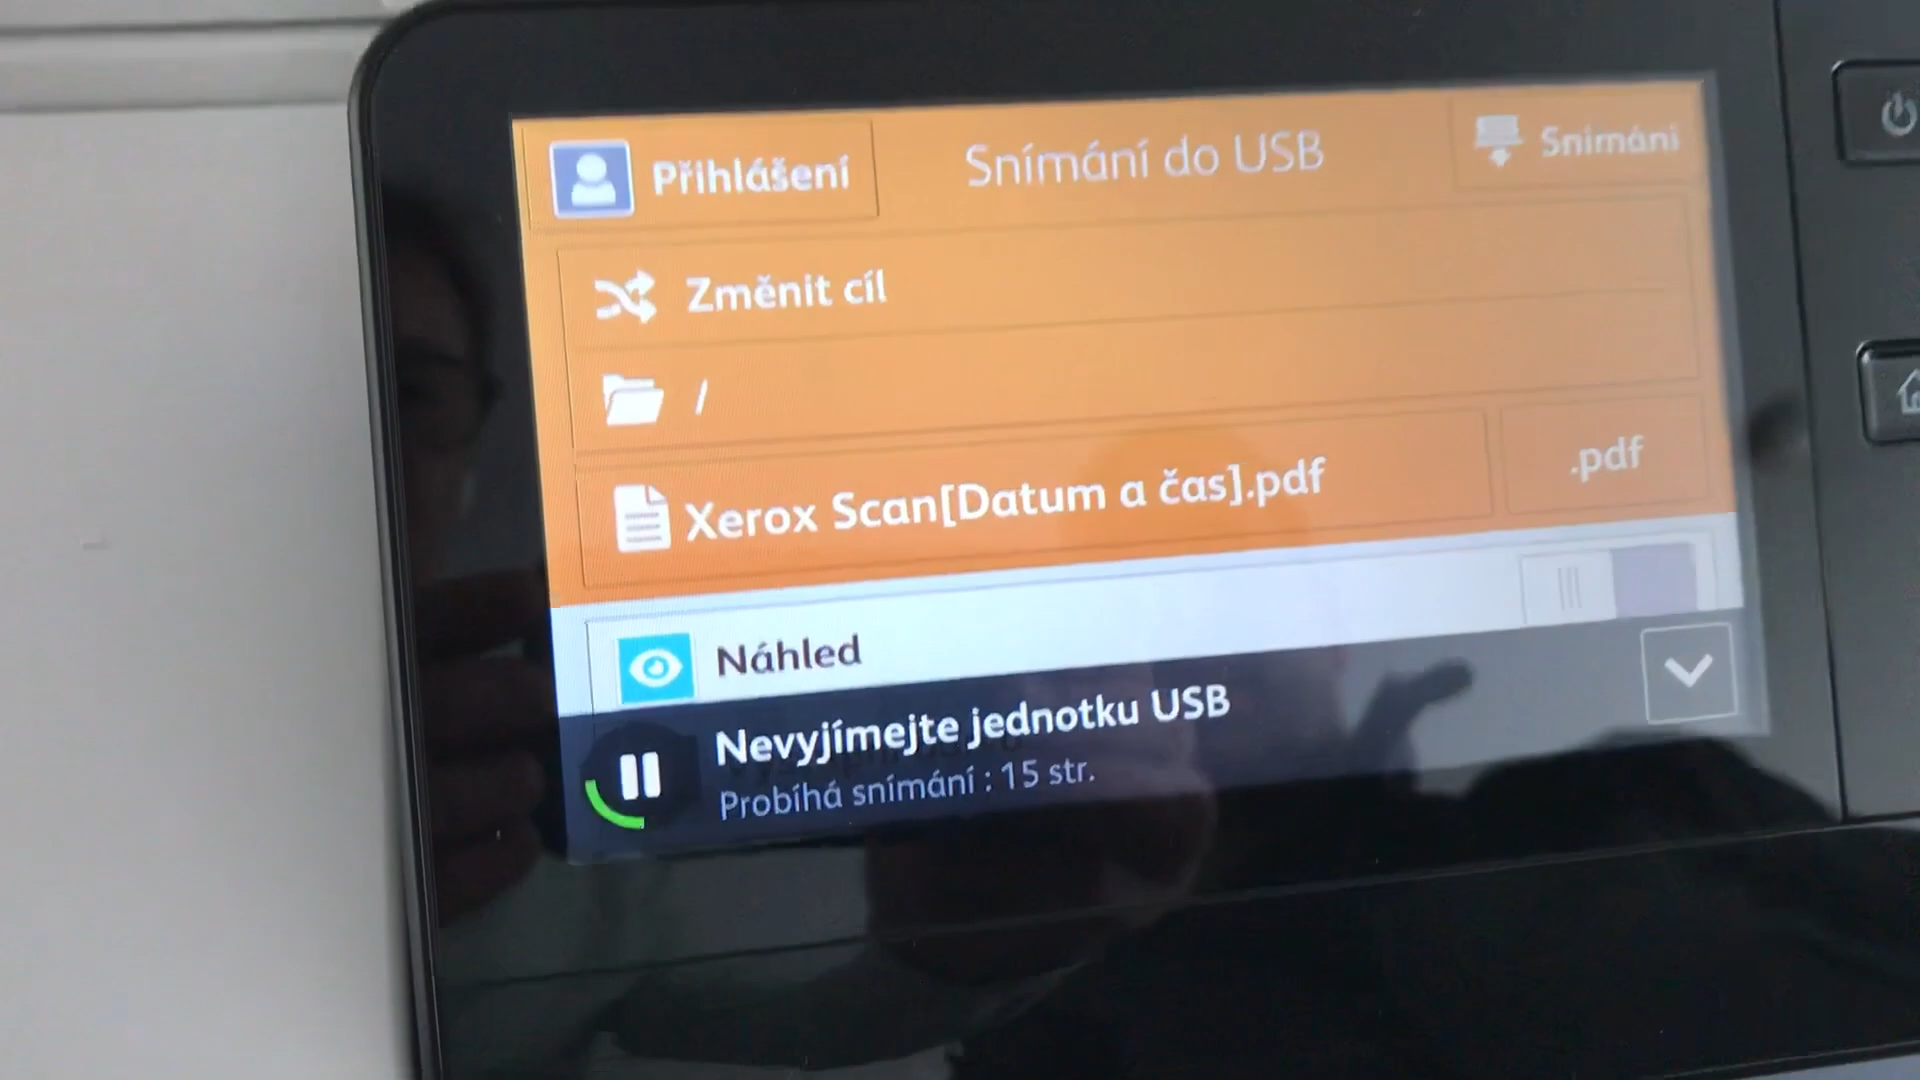 Přihlášení
Snímání do USB
Snímání
Změnit cíl
/
Xerox Scan[Datum a čas].pdf
.pdf
Náhled
Nevyjímejte jednotku USB
Probíhá snímání : 15 str.